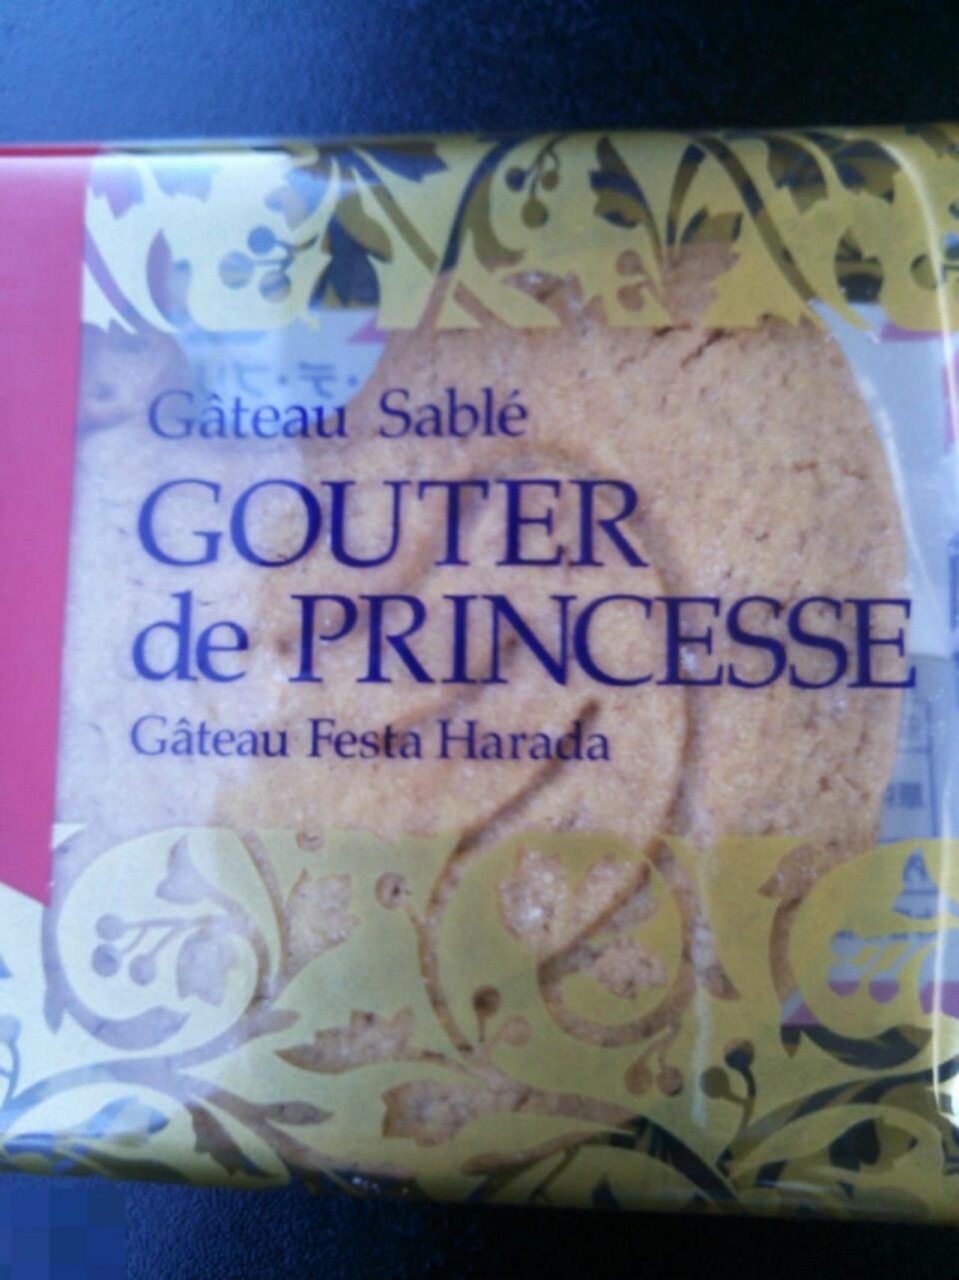 Gâteau Sablé
GOUTER
de PRINCESSE
Gâteau Festa Harada